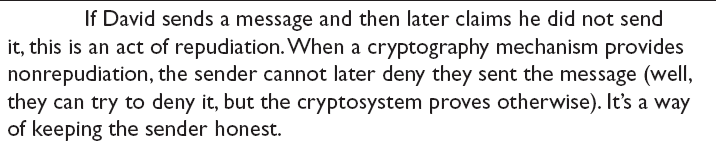 If David sends a message and then later claims he did not send
it, this is an act of repudiation. When a cryptography mechanism provides
nonrepudiation, the sender cannot later deny they sent the message (well,
they can try to deny it, but the cryptosystem proves otherwise). It's a way
of keeping the sender honest.